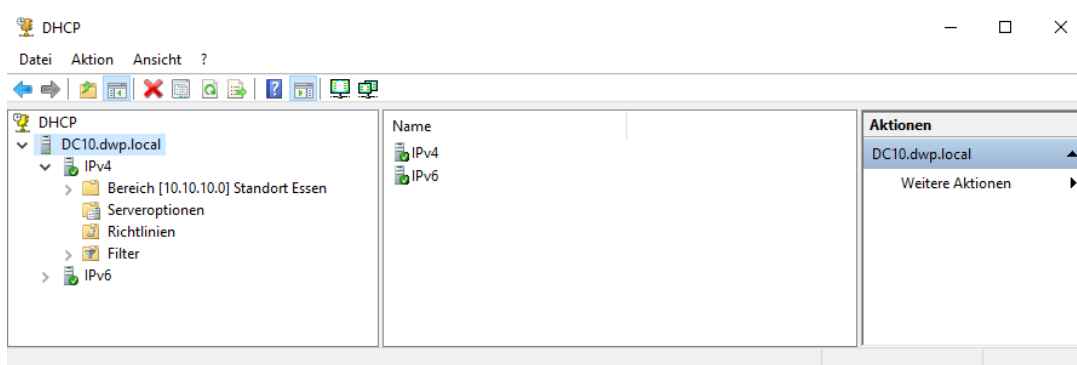 DHCP
Datei Aktion Ansicht ?
DHCP
DC10.dwp.local
IPv4
Bereich [10.10.10.0] Standort Essen
Serveroptionen
Richtlinien
Filter
IPv6
Name
IPv4
IPv6
Aktionen
DC10.dwp.local
Weitere Aktionen